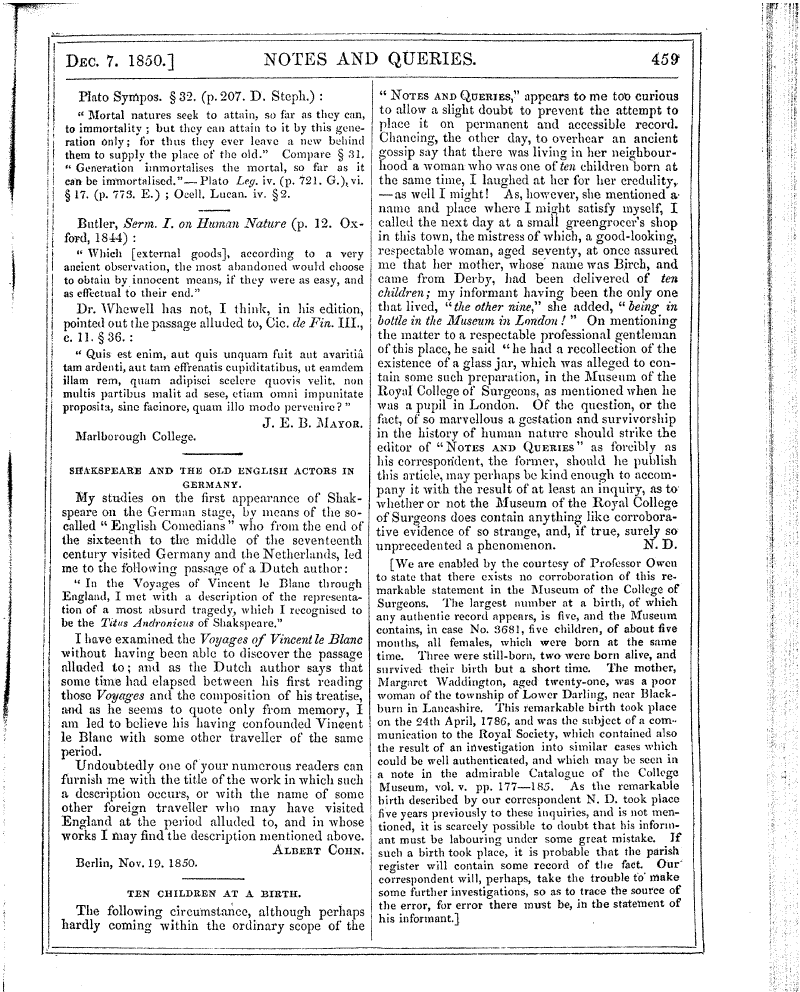 DEC. 7. 1850.] NOTES AND QUERIES. 459
Plato Sympos. § 32. (p. 207. D. Steph.) :
" Mortal natures seek to attain, so far as they can,
to immortality ; but they can attain to it by this gene-
ration only ; for thus they ever leave a new behind
them to supply the place of the old." Compare § 31.
" Generation immortalises the mortal, so far as it
can be immortalised."— Plato Leg. iv. (p. 721. G.), vi.
§ 17. (p. 773. E.) ; Ocell. Lucan. iv. § 2.
Butler, Serm. I. on Human Nature (p. 12. Ox-
ford, 1844) :
" Which [external goods], according to a very
ancient observation, the most abandoned would choose
to obtain by innocent means, if they were as easy, and
as effectual to their end."
Dr. Whewell has not, I think, in his edition,
pointed out the passage alluded to, Cic. de Fin. III.,
c. 11. § 36. :
" Quis est enim, aut quis unquam fuit aut avaritiâ
tam ardenti, aut tam effrenatis cupiditatibus, ut eamdem
illam rem, quam adipisci scelere quovis velit, non
multis partibus malit ad sese, etiam omni impunitate
proposita, sine facinore, quam illo modo pervenire ? "
J. E. B. MAYOR.
Marlborough College.
SHAKSPEARE AND THE OLD ENGLISH ACTORS IN
GERMANY.
My studies on the first appearance of Shak-
speare on the German stage, by means of the so-
called " English Comedians " who from the end of
the sixteenth to the middle of the seventeenth
century visited Germany and the Netherlands, led
me to the following passage of a Dutch author:
" In the Voyages of Vincent le Blanc through
England, I met with a description of the representa-
tion of a most absurd tragedy, which I recognised to
be the Titus Andronicus of Shakspeare."
I have examined the Voyages of Vincent le Blanc
without having been able to discover the passage
alluded to ; and as the Dutch author says that
some time had elapsed between his first reading
those Voyages and the composition of his treatise,
and as he seems to quote only from memory, I
am led to believe his having confounded Vincent
le Blanc with some other traveller of the same
period.
Undoubtedly one of your numerous readers can
furnish me with the title of the work in which such
a description occurs, or with the name of some
other foreign traveller who may have visited
England at the period alluded to, and in whose
works I may find the description mentioned above.
ALBERT COHN.
Berlin, Nov. 19. 1850.
TEN CHILDREN AT A BIRTH.
The following circumstance, although perhaps
hardly coming within the ordinary scope of the
" NOTES AND QUERIES," appears to me too curious
to allow a slight doubt to prevent the attempt to
place it on permanent and accessible record.
Chancing, the other day, to overhear an ancient
gossip say that there was living in her neighbour-
hood a woman who was one of ten children born at
the same time, I laughed at her for her credulity,
— as well I might ! As, however, she mentioned a
name and place where I might satisfy myself, I
called the next day at a small greengrocer's shop
in this town, the mistress of which, a good-looking,
respectable woman, aged seventy, at once assured
me that her mother, whose name was Birch, and
came from Derby, had been delivered of ten
children ; my informant having been the only one
that lived, "the other nine," she added, "being in
bottle in the Museum in London ! " On mentioning
the matter to a respectable professional gentleman
of this place, he said " he had a recollection of the
existence of a glass jar, which was alleged to con-
tain some such preparation, in the Museum of the
Royal College of Surgeons, as mentioned when he
was a pupil in London. Of the question, or the
fact, of so marvellous a gestation and survivorship
in the history of human nature should strike the
editor of " NOTES AND QUERIES " as forcibly as
his correspondent, the former, should he publish
this article, may perhaps be kind enough to accom-
pany it with the result of at least an inquiry, as to
whether or not the Museum of the Royal College
of Surgeons does contain anything like corrobora-
tive evidence of so strange, and, if true, surely so
unprecedented a phenomenon. N. D.
[We are enabled by the courtesy of Professor Owen
to state that there exists no corroboration of this re-
markable statement in the Museum of the College of
Surgeons. The largest number at a birth, of which
any authentic record appears, is five, and the Museum
contains, in case No. 3681, five children, of about five
months, all females, which were born at the same
time. Three were still-born, two were born alive, and
survived their birth but a short time. The mother,
Margaret Waddington, aged twenty-one, was a poor
woman of the township of Lower Darling, near Black-
burn in Lancashire. This remarkable birth took place
on the 24th April, 1786, and was the subject of a com-
munication to the Royal Society, which contained also
the result of an investigation into similar cases which
could be well authenticated, and which may be seen in
a note in the admirable Catalogue of the College
Museum, vol. v. pp. 177—185. As the remarkable
birth described by our correspondent N. D. took place
five years previously to these inquiries, and is not men-
tioned, it is scarcely possible to doubt that his inform-
ant must be labouring under some great mistake. If
such a birth took place, it is probable that the parish
register will contain some record of the fact. Our
correspondent will, perhaps, take the trouble to make
some further investigations, so as to trace the source of
the error, for error there must be, in the statement of
his informant.]